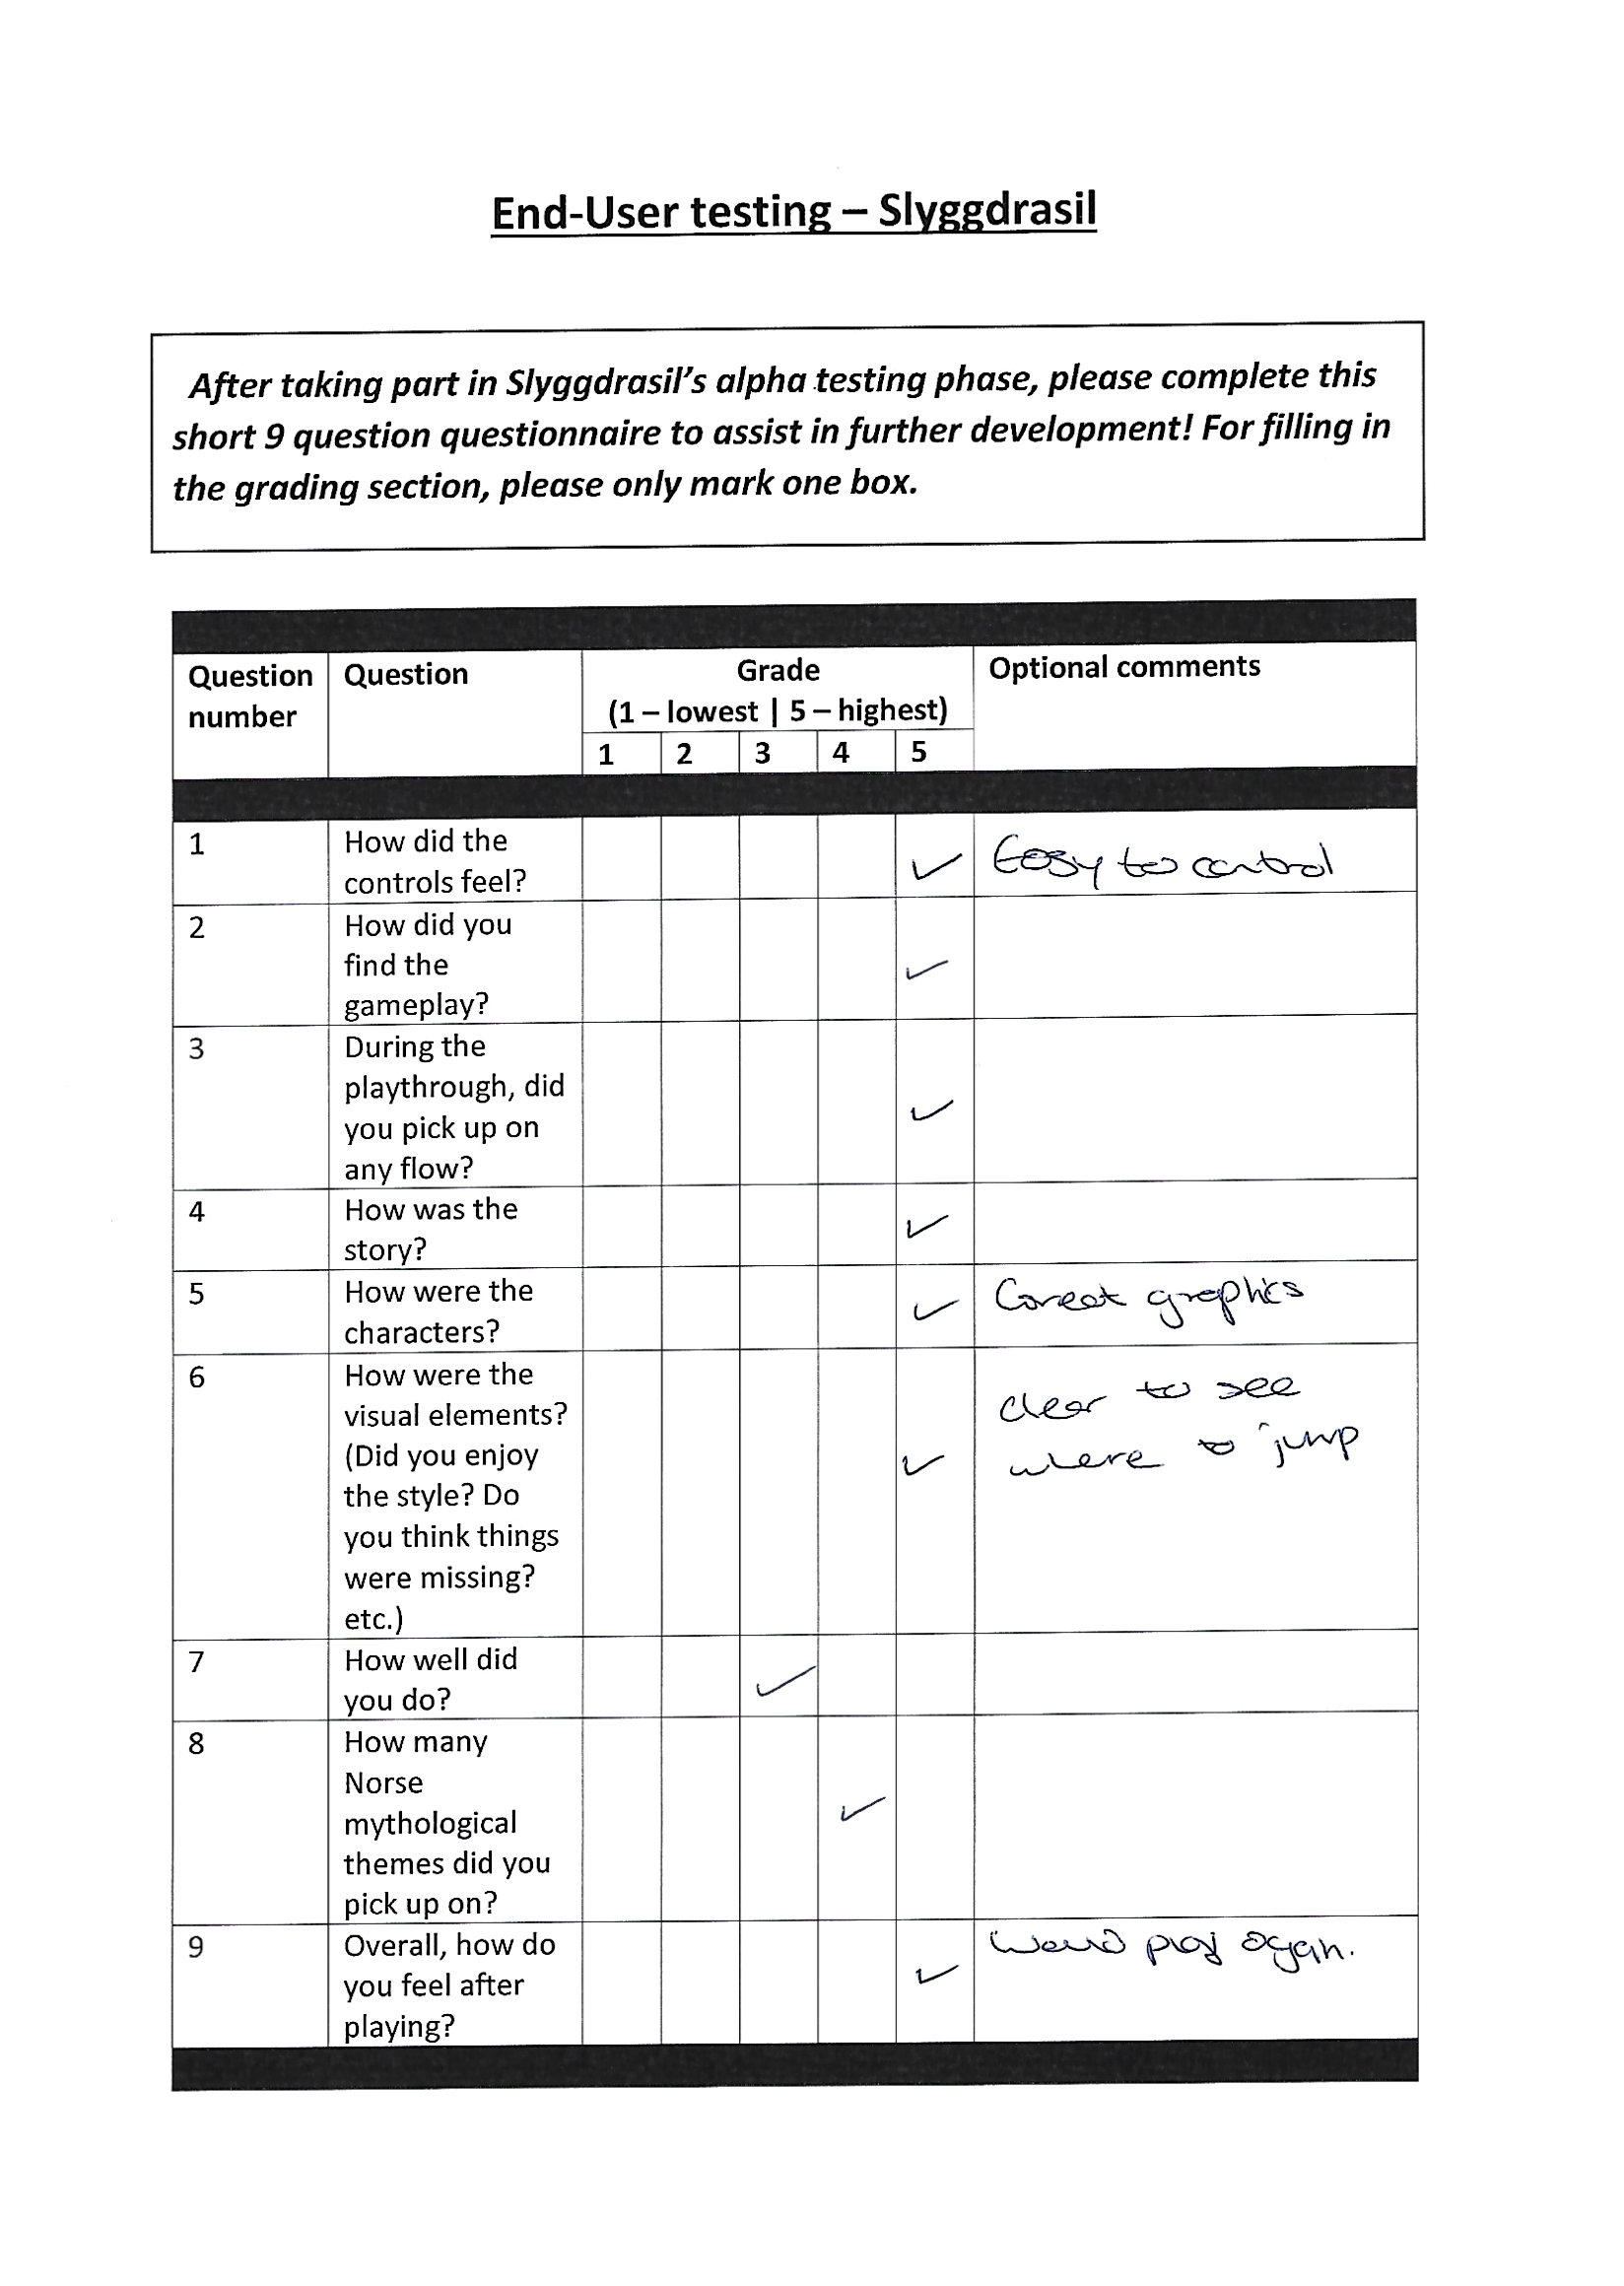 End-User testing – Slyggdrasil
After taking part in Slyggdrasil's alpha testing phase, please complete this
short 9 question questionnaire to assist in further development! For filling in
the grading section, please only mark one box.
Question number
Question
Grade
(1 – lowest | 5 – highest)
Optional comments
1 2 3 4 5
1
How did the
controls feel?
✓
Easy to control
2
How did you
find the
gameplay?
✓
3
During the
playthrough, did
you pick up on
any flow?
✓
4
How was the
story?
✓
5
How were the
characters?
✓
Great graphics
6
How were the
visual elements?
(Did you enjoy
the style? Do
you think things
were missing?
etc.)
✓
clear to see
where to jump
7
How well did
you do?
✓
8
How many
Norse
mythological
themes did you
pick up on?
✓
9
Overall, how do
you feel after
playing?
✓
Would play again.